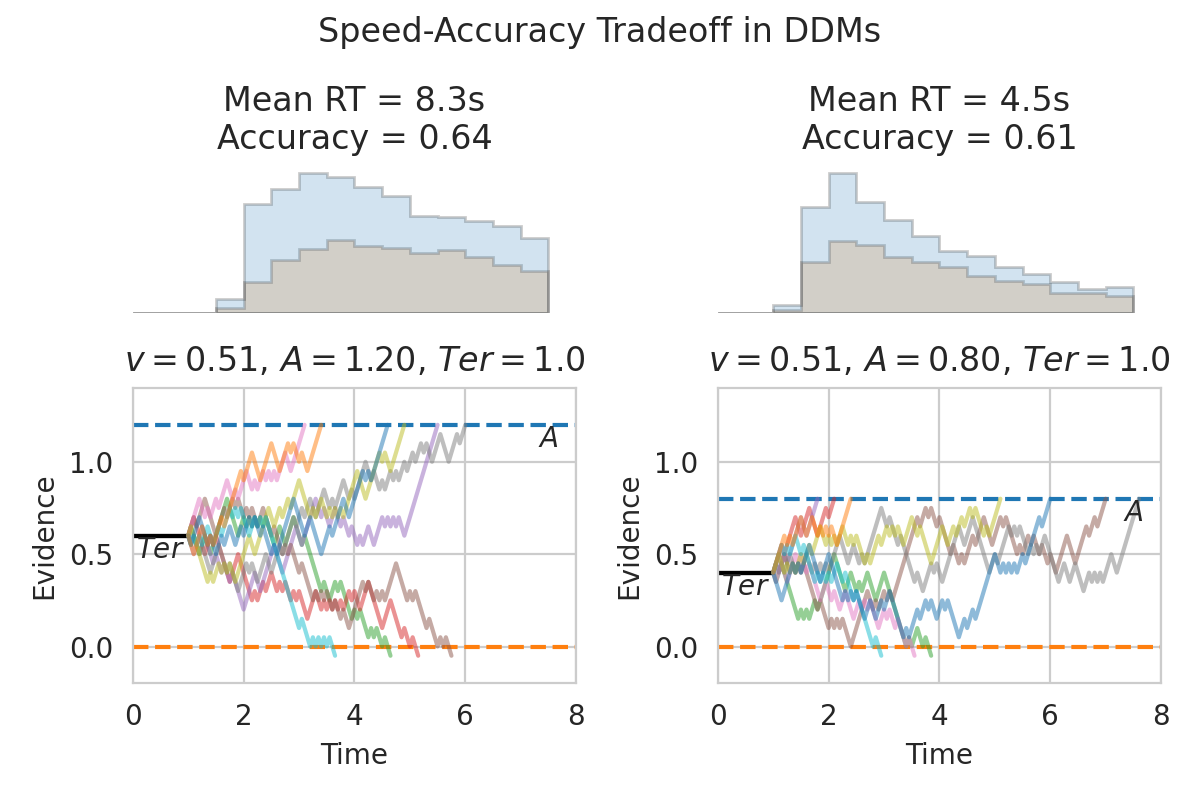 Speed-Accuracy Tradeoff in DDMs
Mean RT = 8.3s
Accuracy = 0.64
v = 0.51, A = 1.20, Ter = 1.0
1.0
0.5
0.0
Evidence
A
Ter
0 2 4 6 8
Time
Mean RT = 4.5s
Accuracy = 0.61
v = 0.51, A = 0.80, Ter = 1.0
1.0
0.5
0.0
Evidence
A
Ter
0 2 4 6 8
Time